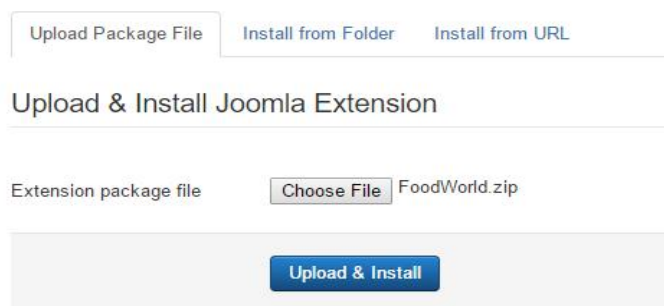 Upload Package File Install from Folder Install from URL
Upload & Install Joomla Extension
Extension package file Choose File FoodWorld.zip
Upload & Install